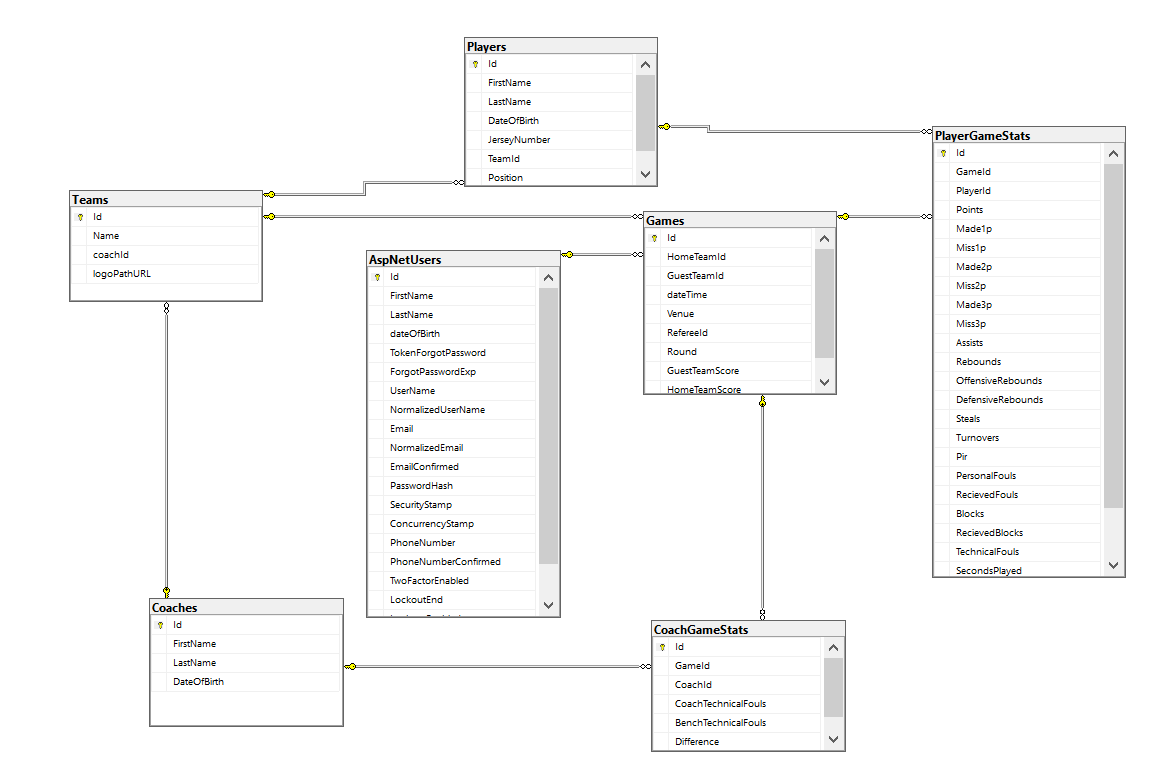 Players
Id
FirstName
LastName
DateOfBirth
JerseyNumber
TeamId
Position
PlayerGameStats
Id
GameId
PlayerId
Points
Made1p
Miss1p
Made2p
Miss2p
Made3p
Miss3p
Assists
Rebounds
OffensiveRebounds
DefensiveRebounds
Steals
Turnovers
Pir
PersonalFouls
RecievedFouls
Blocks
RecievedBlocks
TechnicalFouls
SecondsPlayed
Teams
Id
Name
coachId
logoPathURL
Games
Id
HomeTeamId
GuestTeamId
dateTime
Venue
RefereeId
Round
GuestTeamScore
HomeTeamScore
AspNetUsers
Id
FirstName
LastName
dateOfBirth
TokenForgotPassword
ForgotPasswordExp
UserName
NormalizedUserName
Email
NormalizedEmail
EmailConfirmed
PasswordHash
SecurityStamp
ConcurrencyStamp
PhoneNumber
PhoneNumberConfirmed
TwoFactorEnabled
LockoutEnd
Coaches
Id
FirstName
LastName
DateOfBirth
CoachGameStats
Id
GameId
CoachId
CoachTechnicalFouls
BenchTechnicalFouls
Difference